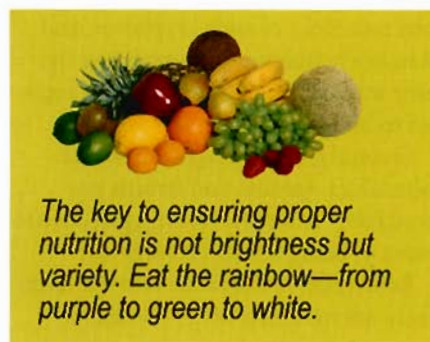 The key to ensuring proper
nutrition is not brightness but
variety. Eat the rainbow—from
purple to green to white.